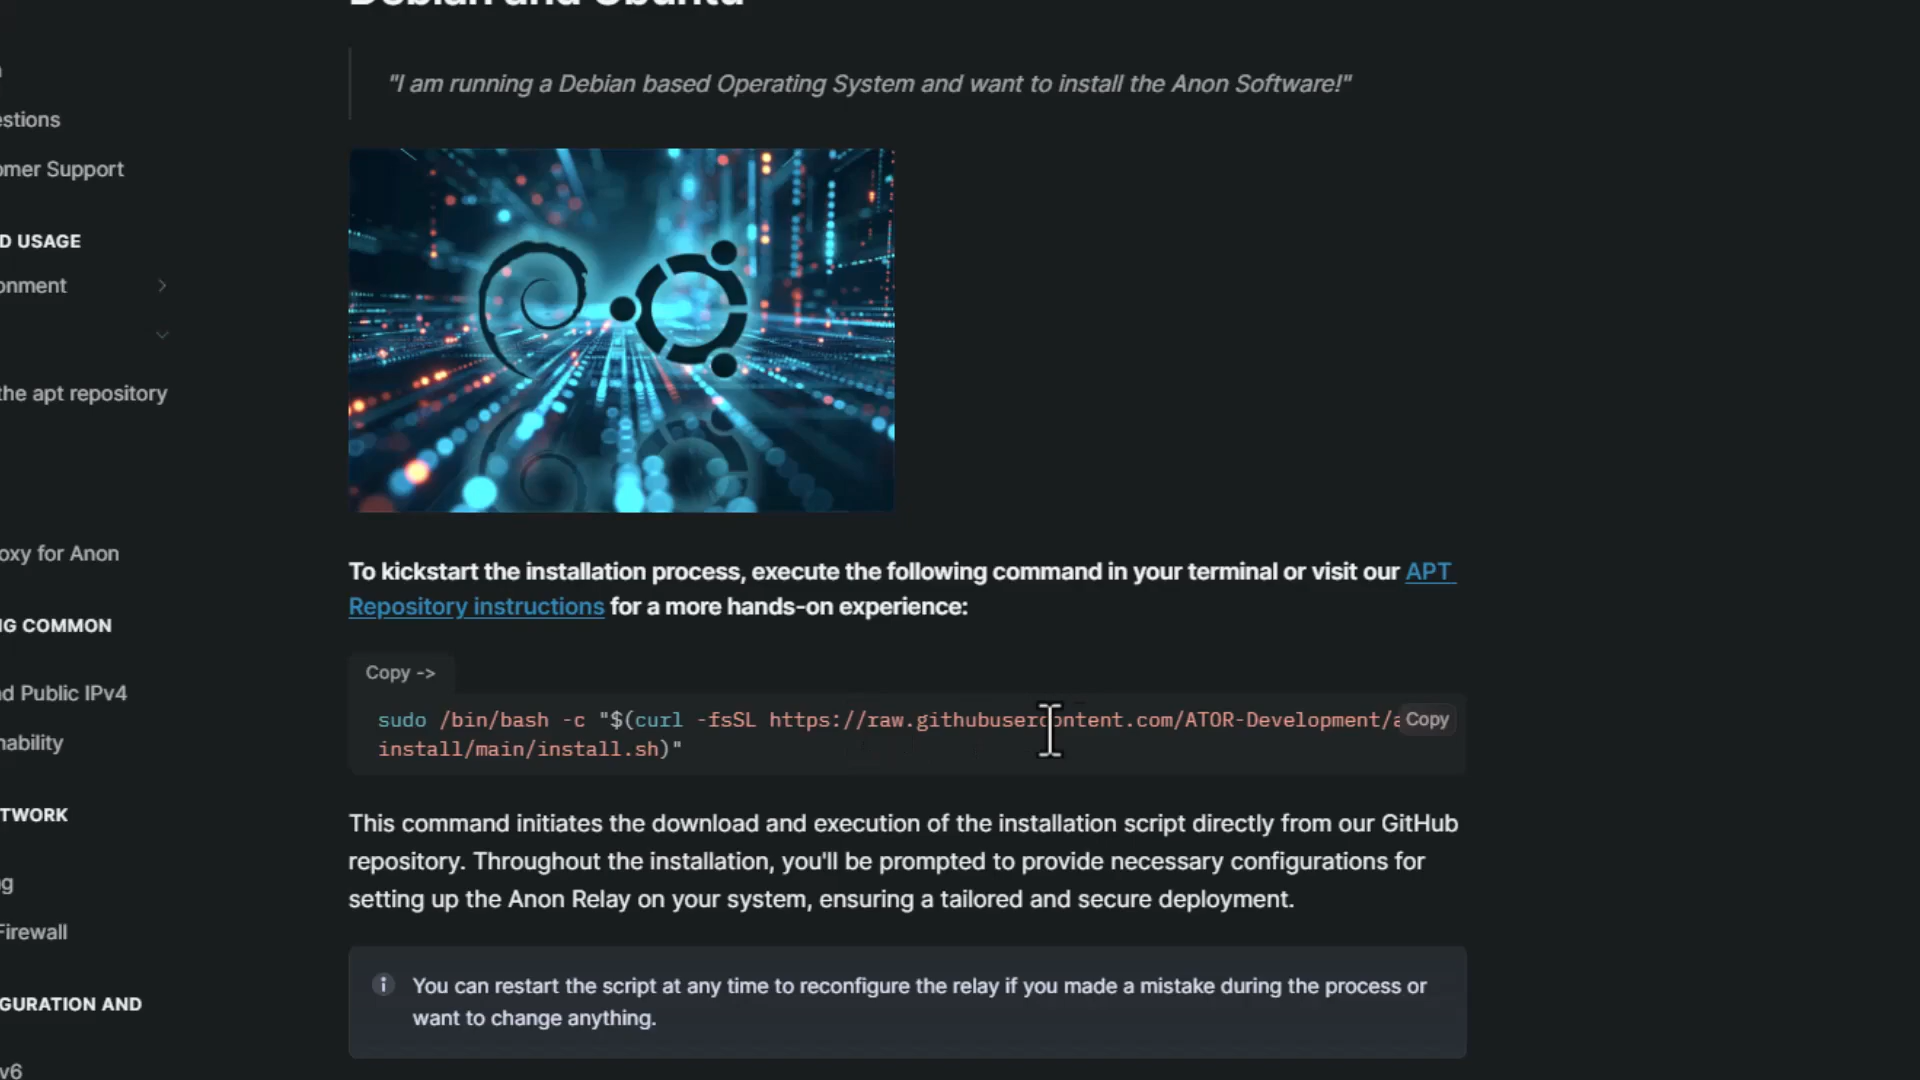 Debian and Ubuntu
"I am running a Debian based Operating System and want to install the Anon Software!"
estions
omer Support
D USAGE
onment
the apt repository
oxy for Anon
G COMMON
d Public IPv4
ability
TWORK
g
Firewall
GURATION AND
v6
To kickstart the installation process, execute the following command in your terminal or visit our APT
Repository instructions for a more hands-on experience:
Copy ->
sudo /bin/bash -c "$(curl -fsSL https://raw.githubusercontent.com/ATOR-Development/a
Copy
install/main/install.sh)"
This command initiates the download and execution of the installation script directly from our GitHub
repository. Throughout the installation, you'll be prompted to provide necessary configurations for
setting up the Anon Relay on your system, ensuring a tailored and secure deployment.
You can restart the script at any time to reconfigure the relay if you made a mistake during the process or
want to change anything.